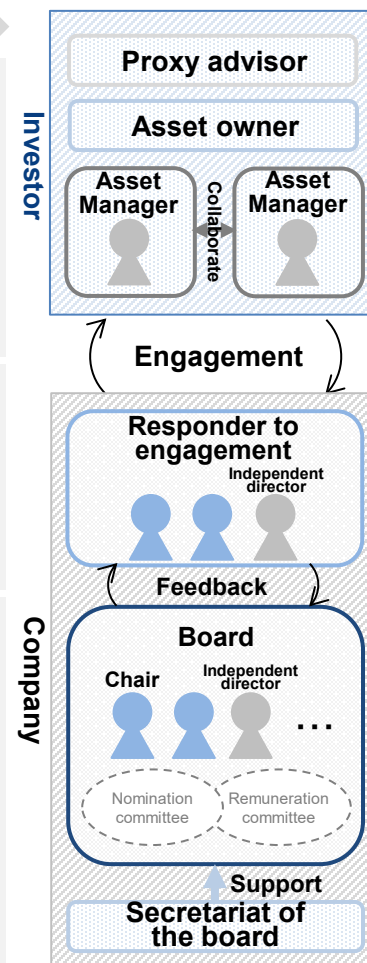 Investor
Proxy advisor
Asset owner
Asset
Manager
Collaborate
Asset
Manager
Engagement
Company
Responder to
engagement
Independent
director
Feedback
Board
Chair
Independent
director
...
Nomination
committee
Remuneration
committee
Support
Secretariat of
the board